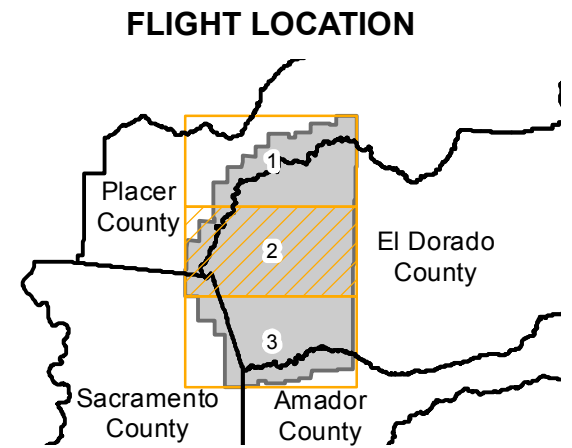 FLIGHT LOCATION
1
Placer
County
2
El Dorado
County
3
Sacramento
County
Amador
County